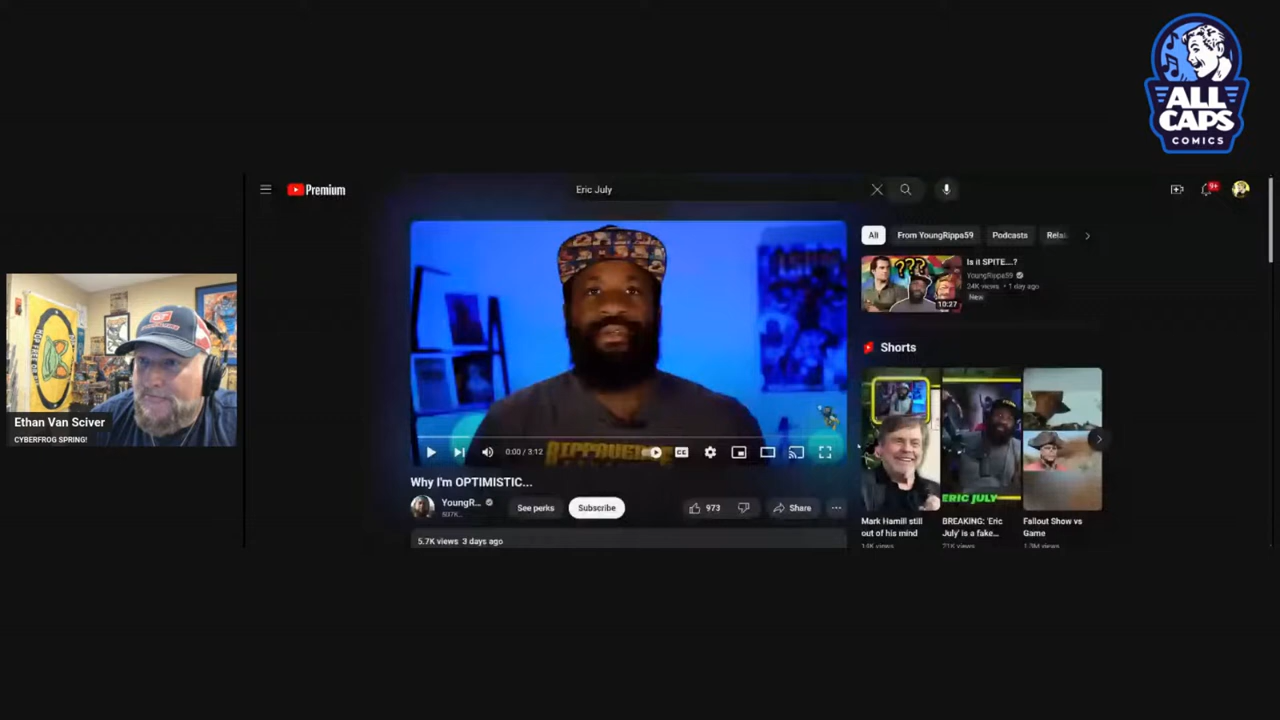 ALL
CAPS
COMICS
Premium
Eric July
9+
All
From YoungRippa59
Podcasts
Is it SPITE...?
YoungRippa59
24K views • 1 day ago
New
???
10:27
Shorts
Ethan Van Sciver
CYBERFROG SPRING!
0:00 / 3:12
CC
RIPPAVERSE
Why I'm OPTIMISTIC...
YoungR...
See perks
Subscribe
973
Share
5.7K views 3 days ago
ERIC JULY
Mark Hamill still
out of his mind
BREAKING: 'Eric
July' is a fake...
Fallout Show vs
Game